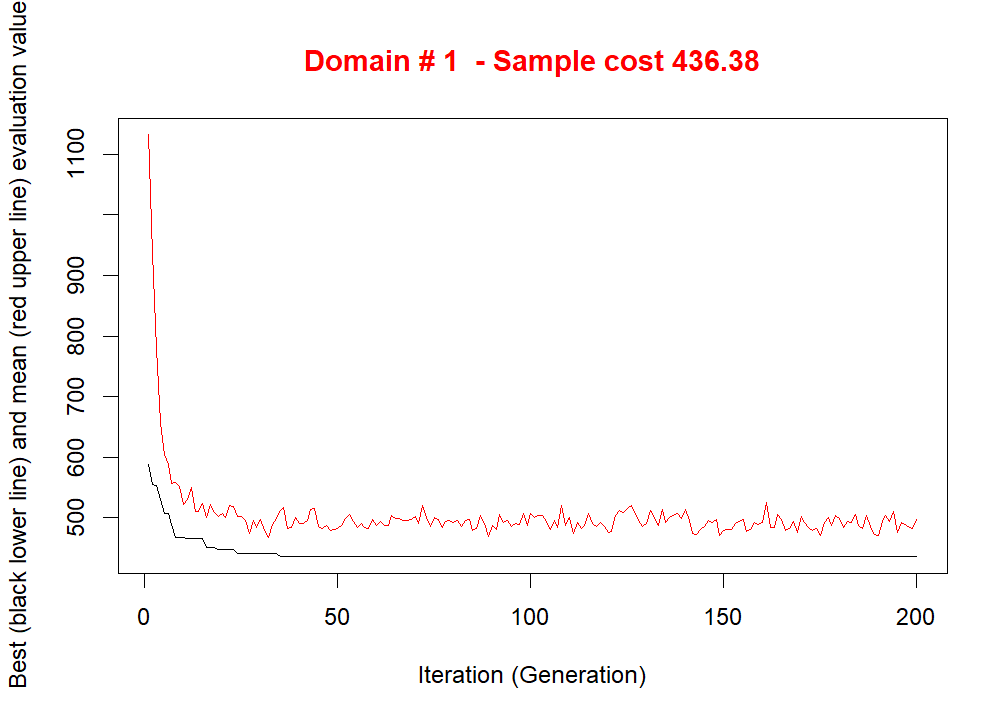 Domain # 1  - Sample cost 436.38
Best (black lower line) and mean (red upper line) evaluation value
1100
900
800
700
600
500
0 50 100 150 200
Iteration (Generation)